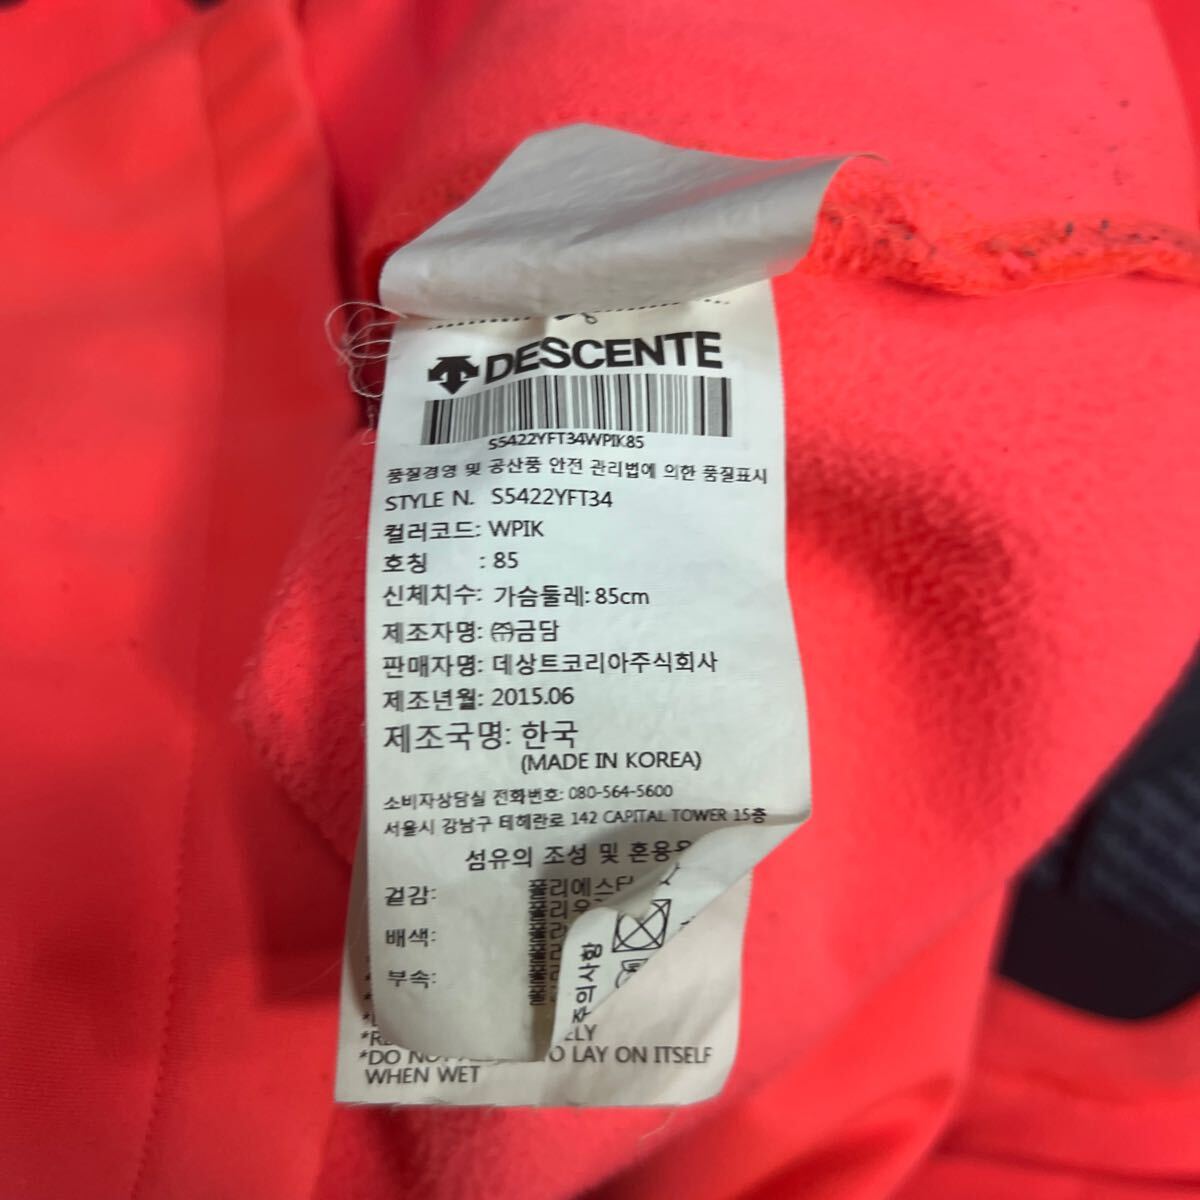 DESCENTE
S5422YFT34WPIK85
품질경영 및 공산품 안전 관리법에 의한 품질표시
STYLE N. S5422YFT34
컬러코드: WPIK
호칭 : 85
신체치수: 가슴둘레: 85cm
제조자명: ㈜금담
판매자명: 데상트코리아주식회사
제조년월: 2015.06
제조국명: 한국
(MADE IN KOREA)
소비자상담실 전화번호: 080-564-5600
서울시 강남구 테헤란로 142 CAPITAL TOWER 15층
섬유의 조성 및
겉감:
배색:
부속:
주의사항
*DO LAY ON ITSELF
WHEN WET